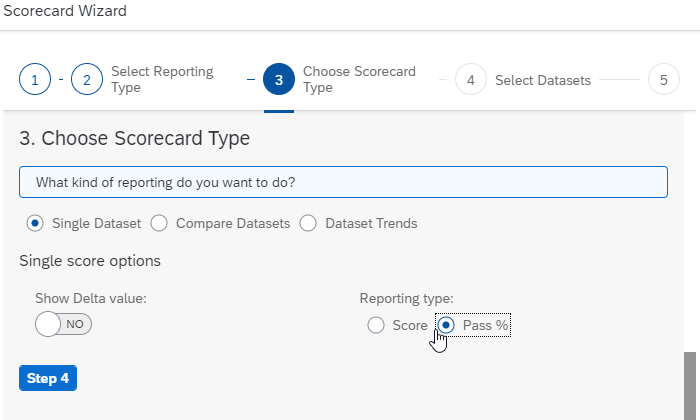 Scorecard Wizard
1 - 2 Select Reporting Type – 3 Choose Scorecard Type – 4 Select Datasets — 5
3. Choose Scorecard Type
What kind of reporting do you want to do?
Single Dataset Compare Datasets Dataset Trends
Single score options
Show Delta value: Reporting type:
NO Score Pass %
Step 4